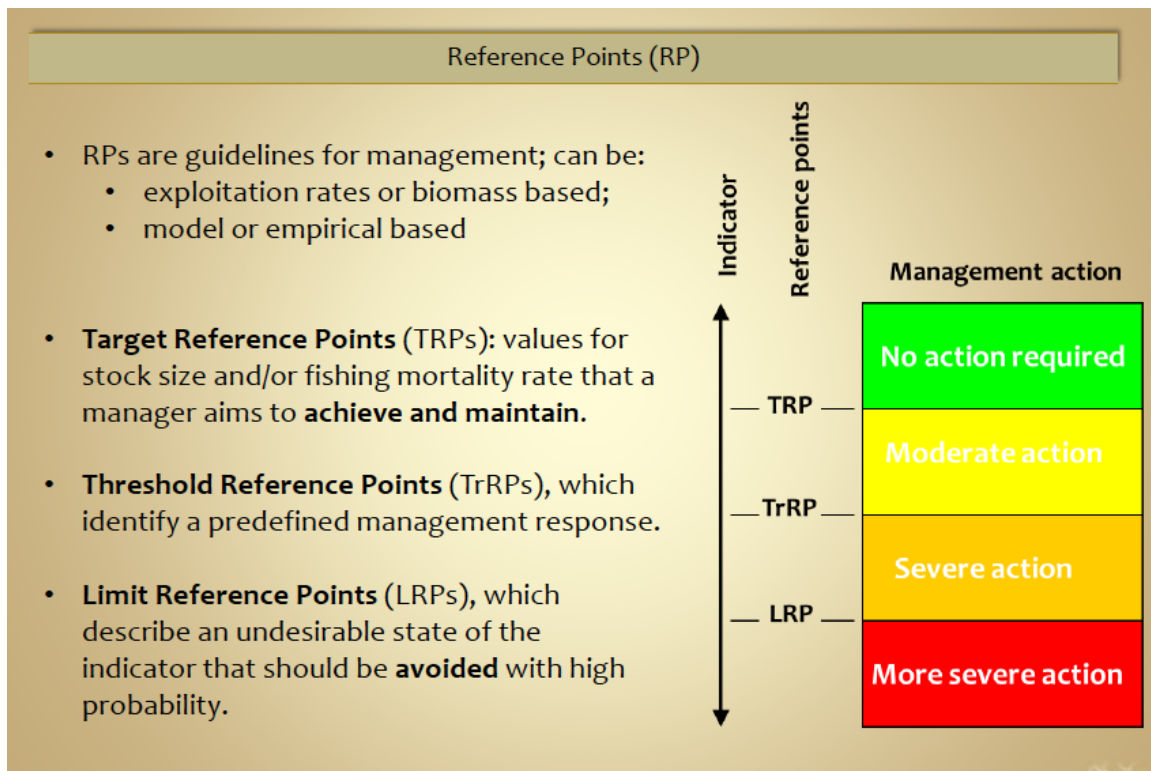 Reference Points (RP)
• RPs are guidelines for management; can be:
• exploitation rates or biomass based;
• model or empirical based
• Target Reference Points (TRPs): values for
stock size and/or fishing mortality rate that a
manager aims to achieve and maintain.
• Threshold Reference Points (TrRPs), which
identify a predefined management response.
• Limit Reference Points (LRPs), which
describe an undesirable state of the
indicator that should be avoided with high
probability.
Indicator
Reference points
Management action
No action required
TRP
Moderate action
TrRP
Severe action
LRP
More severe action